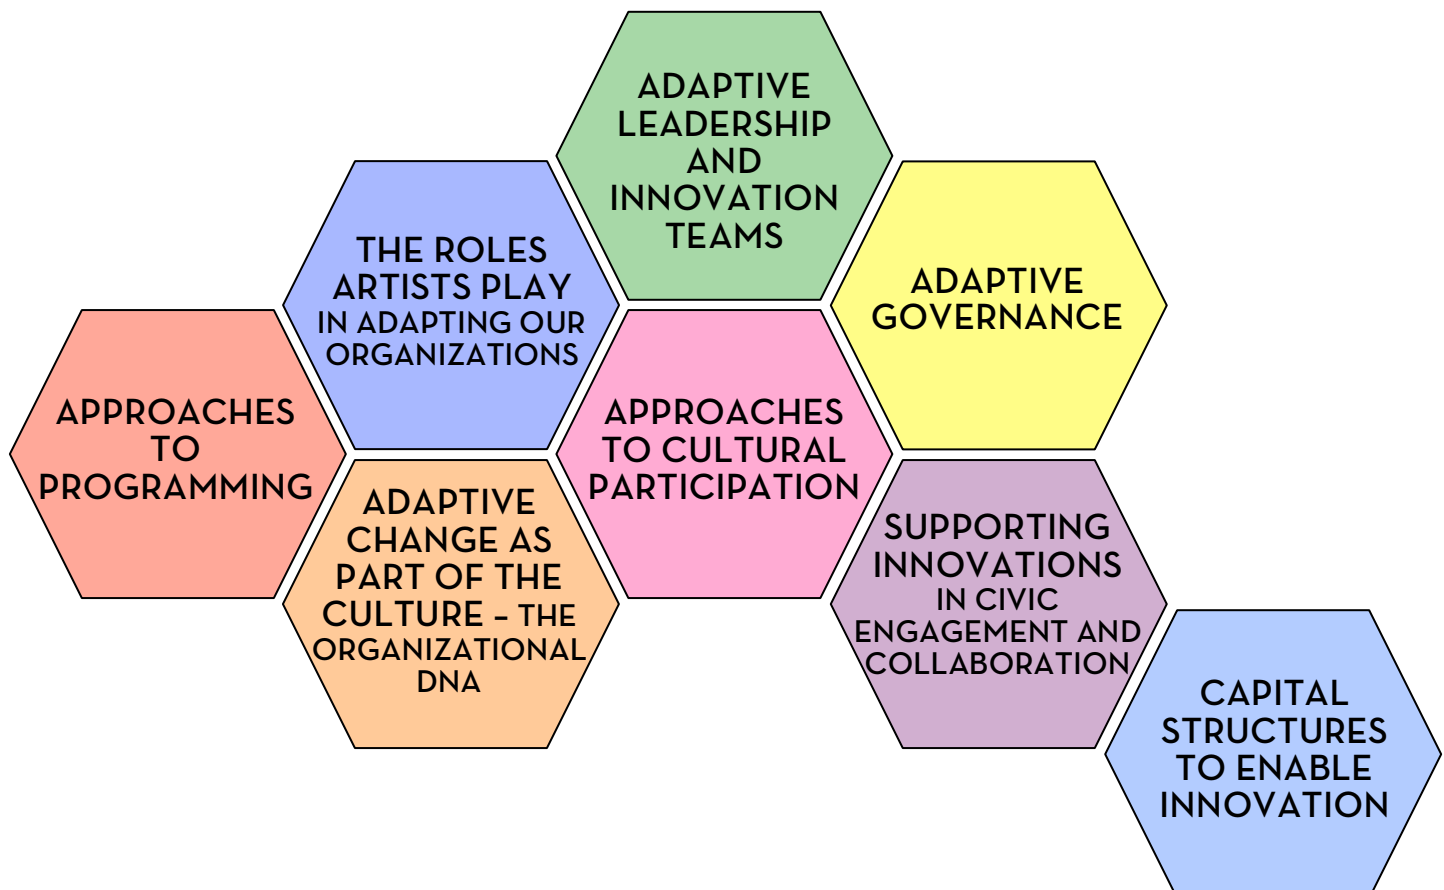 ADAPTIVE
LEADERSHIP
AND
INNOVATION
TEAMS
THE ROLES
ARTISTS PLAY
IN ADAPTING OUR
ORGANIZATIONS
ADAPTIVE
GOVERNANCE
APPROACHES
TO
PROGRAMMING
APPROACHES
TO CULTURAL
PARTICIPATION
ADAPTIVE
CHANGE AS
PART OF THE
CULTURE – THE
ORGANIZATIONAL
DNA
SUPPORTING
INNOVATIONS
IN CIVIC
ENGAGEMENT AND
COLLABORATION
CAPITAL
STRUCTURES
TO ENABLE
INNOVATION